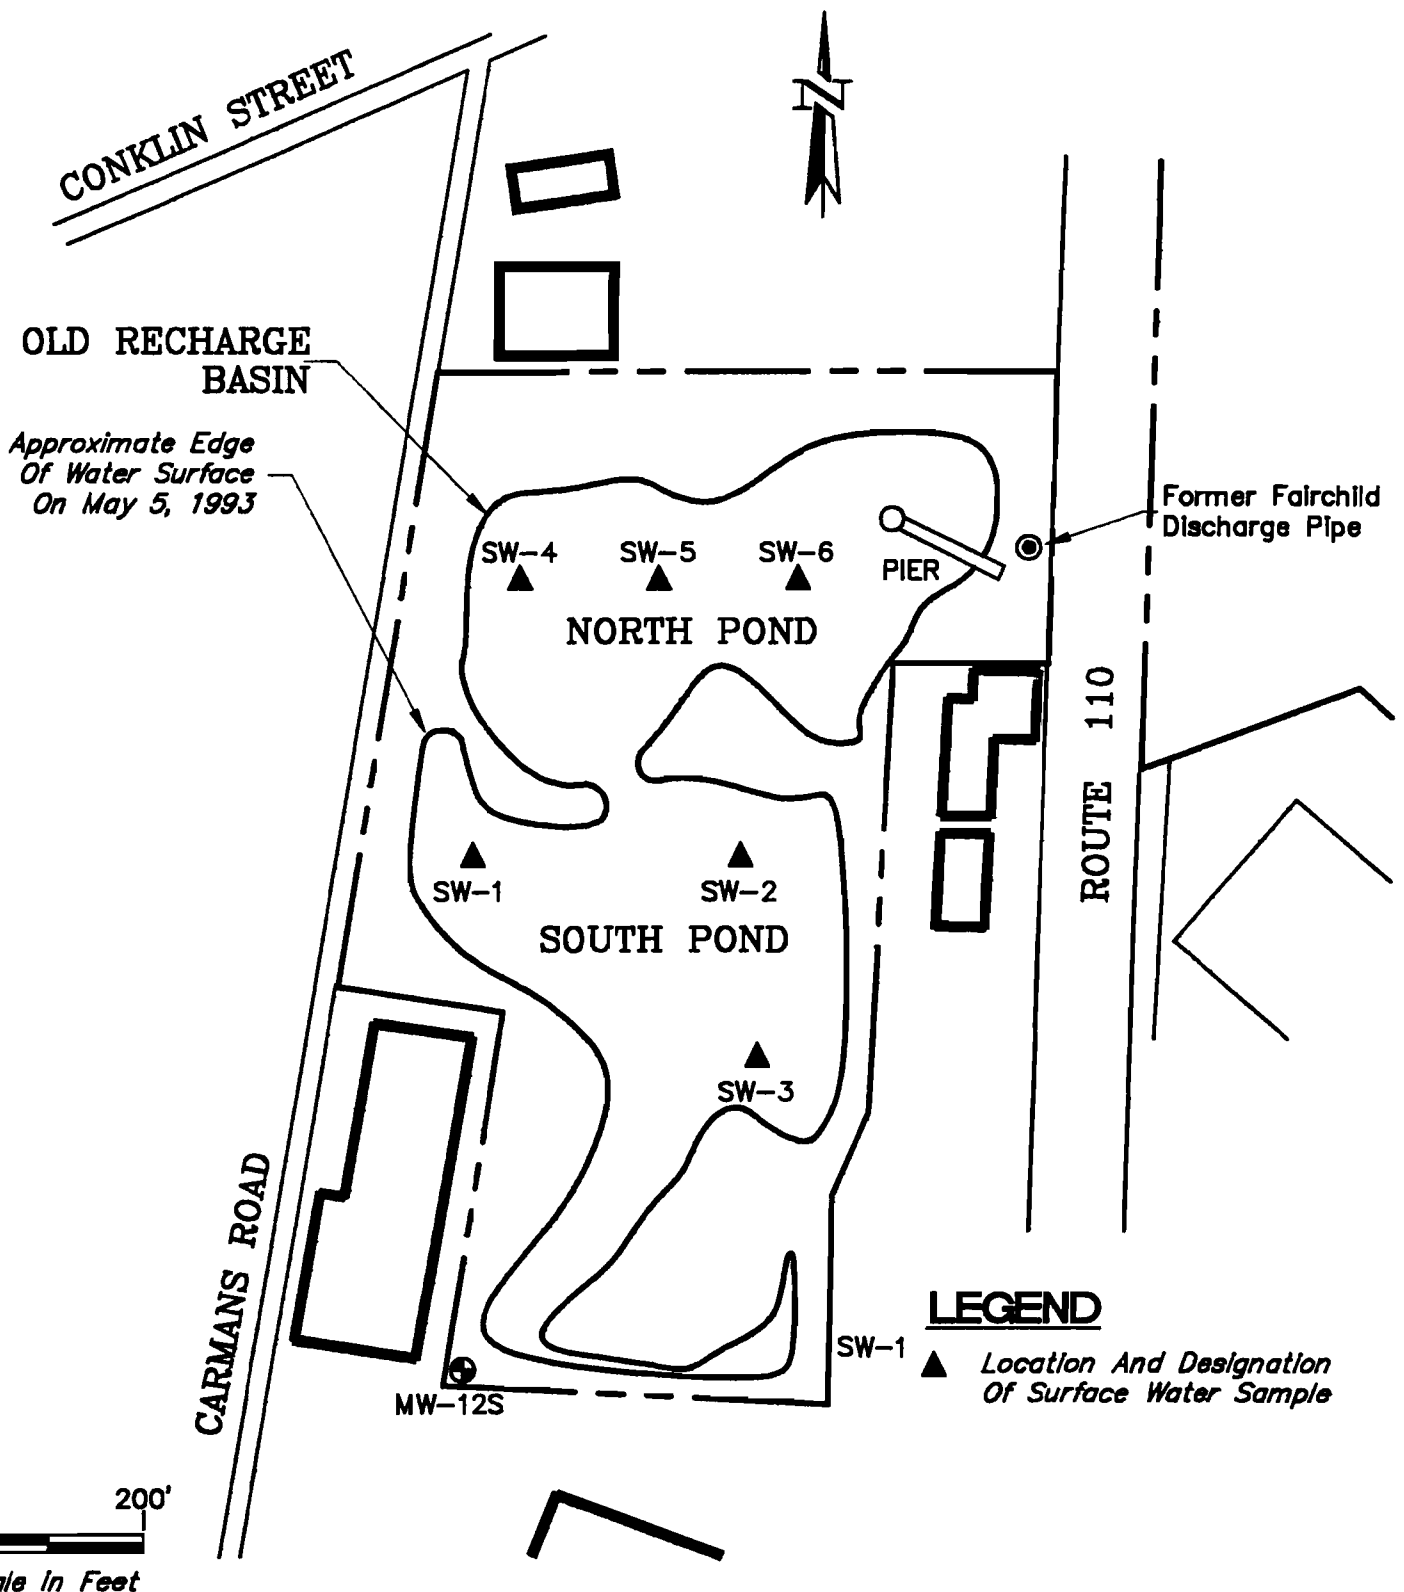 CONKLIN STREET
N
OLD RECHARGE
BASIN
Approximate Edge
Of Water Surface
On May 5, 1993
Former Fairchild
Discharge Pipe
SW-4
SW-5
SW-6
PIER
NORTH POND
ROUTE 110
SW-1
SW-2
SOUTH POND
SW-3
CARMANS ROAD
LEGEND
SW-1
Location And Designation
Of Surface Water Sample
MW-12S
200'
in Feet